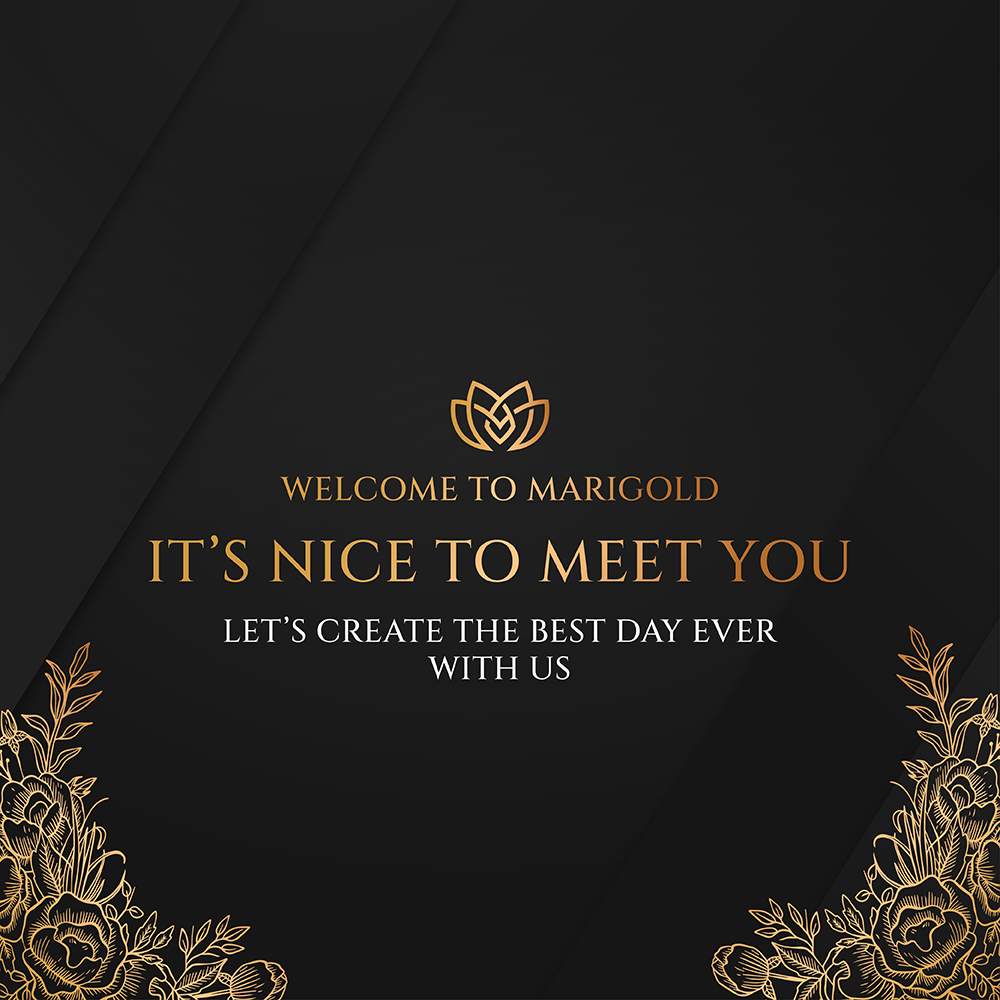 WELCOME TO MARIGOLD
IT’S NICE TO MEET YOU
LET’S CREATE THE BEST DAY EVER
WITH US